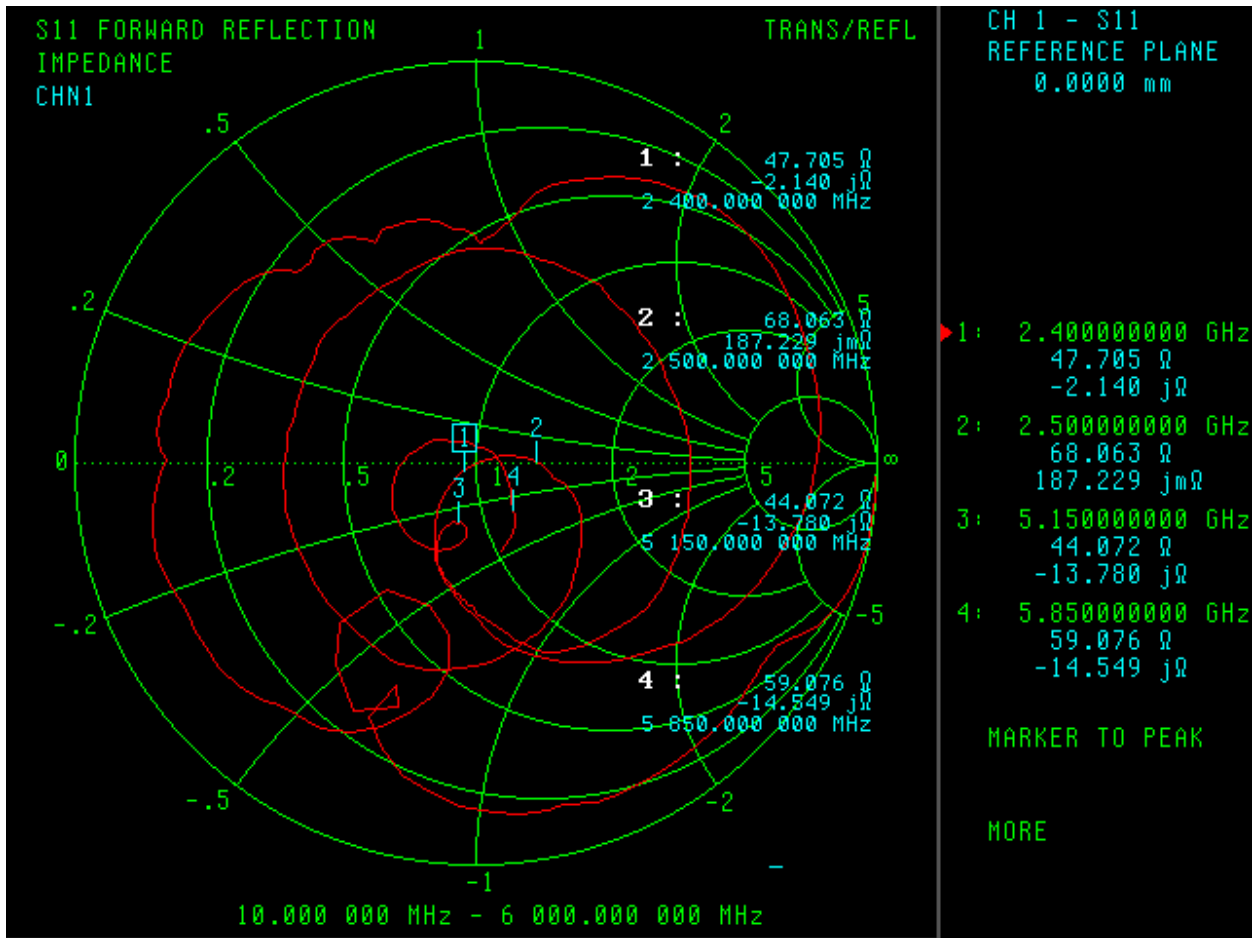 S11 FORWARD REFLECTION
TRANS/REFL
IMPEDANCE
CHN1
1
.5
2
.2
5
0
.2
.5
1
2
5
∞
-.2
-5
-.5
-2
-1
1 :
47.705 Ω
-2.140 jΩ
2 400.000 000 MHz
2 :
68.063 Ω
187.229 jmΩ
2 500.000 000 MHz
3 :
44.072 Ω
-13.780 jΩ
5 150.000 000 MHz
4 :
59.076 Ω
-14.549 jΩ
5 850.000 000 MHz
1
2
3
4
10.000 000 MHz - 6 000.000 000 MHz
CH 1 - S11
REFERENCE PLANE
0.0000 mm
1: 2.400000000 GHz
47.705 Ω
-2.140 jΩ
2: 2.500000000 GHz
68.063 Ω
187.229 jmΩ
3: 5.150000000 GHz
44.072 Ω
-13.780 jΩ
4: 5.850000000 GHz
59.076 Ω
-14.549 jΩ
MARKER TO PEAK
MORE